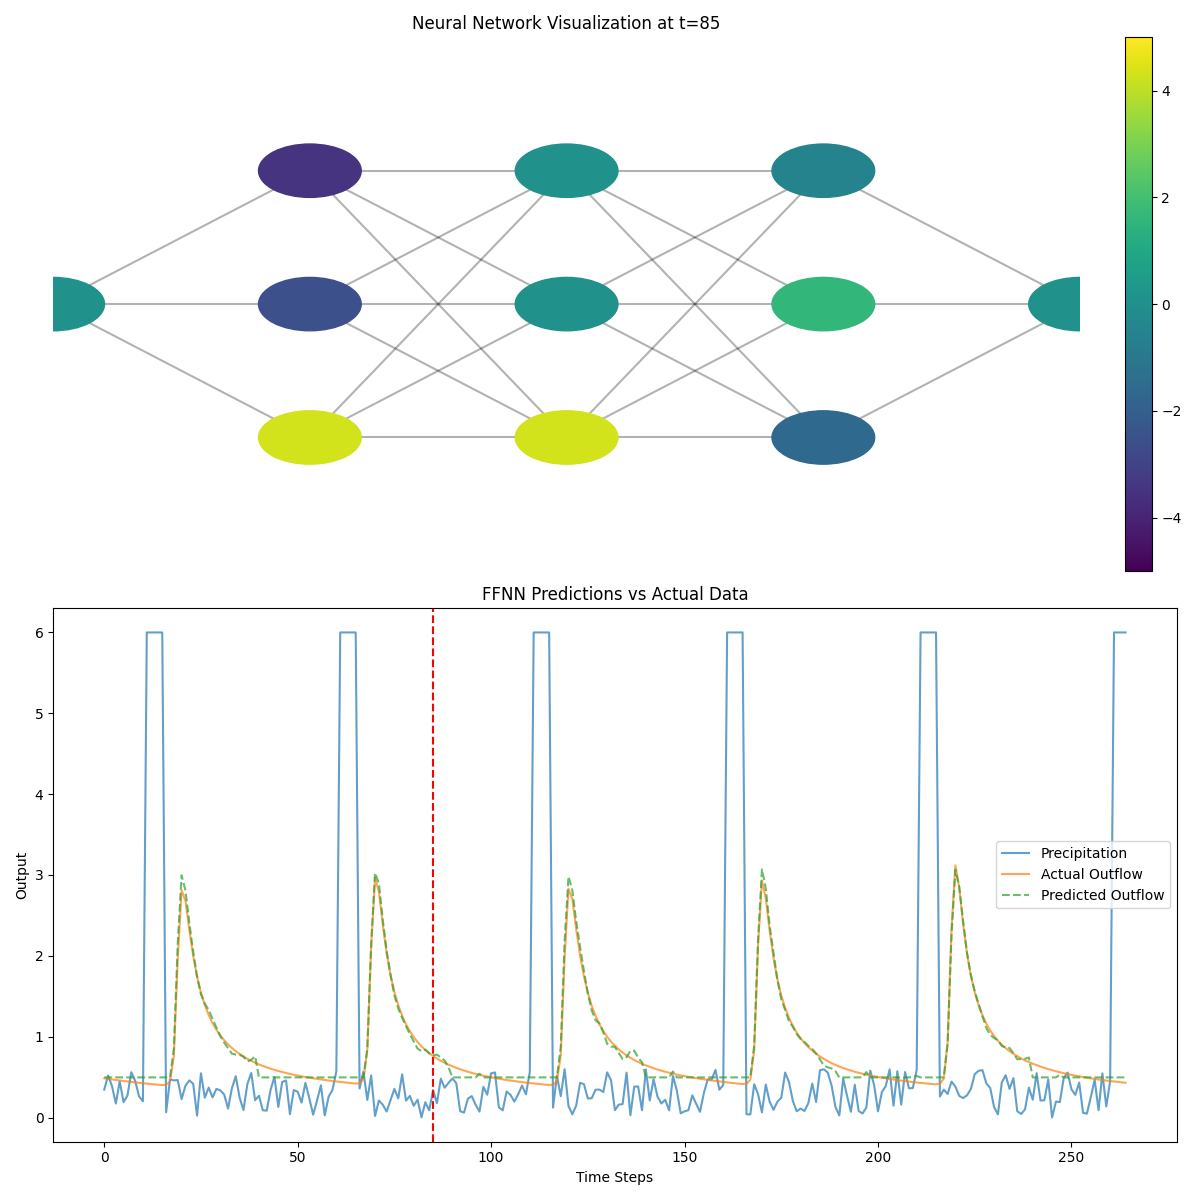 Neural Network Visualization at t=85
4
2
0
−2
−4
FFNN Predictions vs Actual Data
6
5
4
3
2
1
0
Output
Precipitation
Actual Outflow
Predicted Outflow
0 50 100 150 200 250
Time Steps